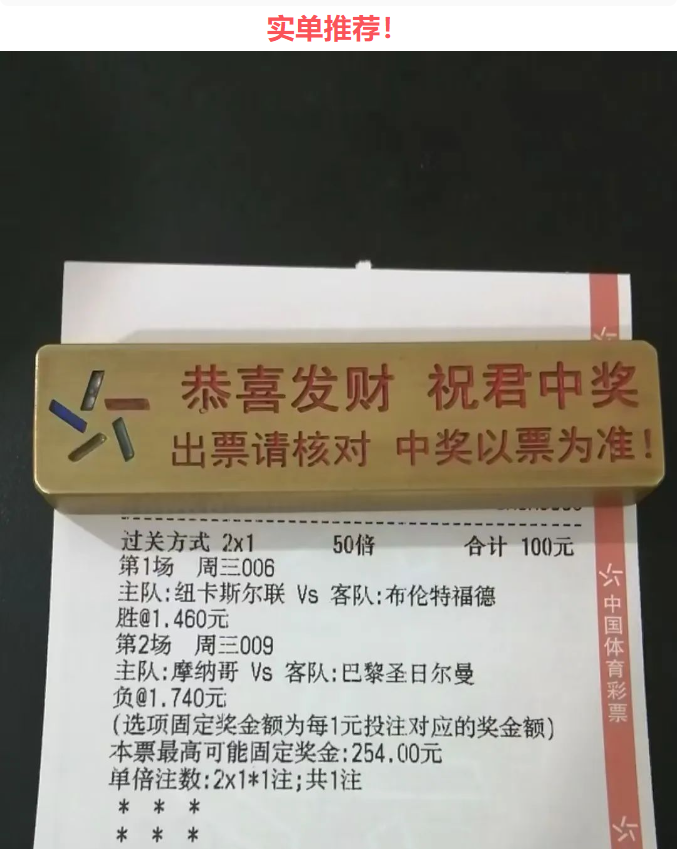 实单推荐！
恭喜发财 祝君中奖
出票请核对 中奖以票为准！
过关方式 2x1 50倍 合计 100元
第1场 周三006
主队:纽卡斯尔联 Vs 客队:布伦特福德
胜@1.460元
第2场 周三009
主队:摩纳哥 Vs 客队:巴黎圣日尔曼
负@1.740元
(选项固定奖金额为每1元投注对应的奖金额)
本票最高可能固定奖金:254.00元
单倍注数:2x1*1注;共1注
* * *
* * *
中国体育彩票